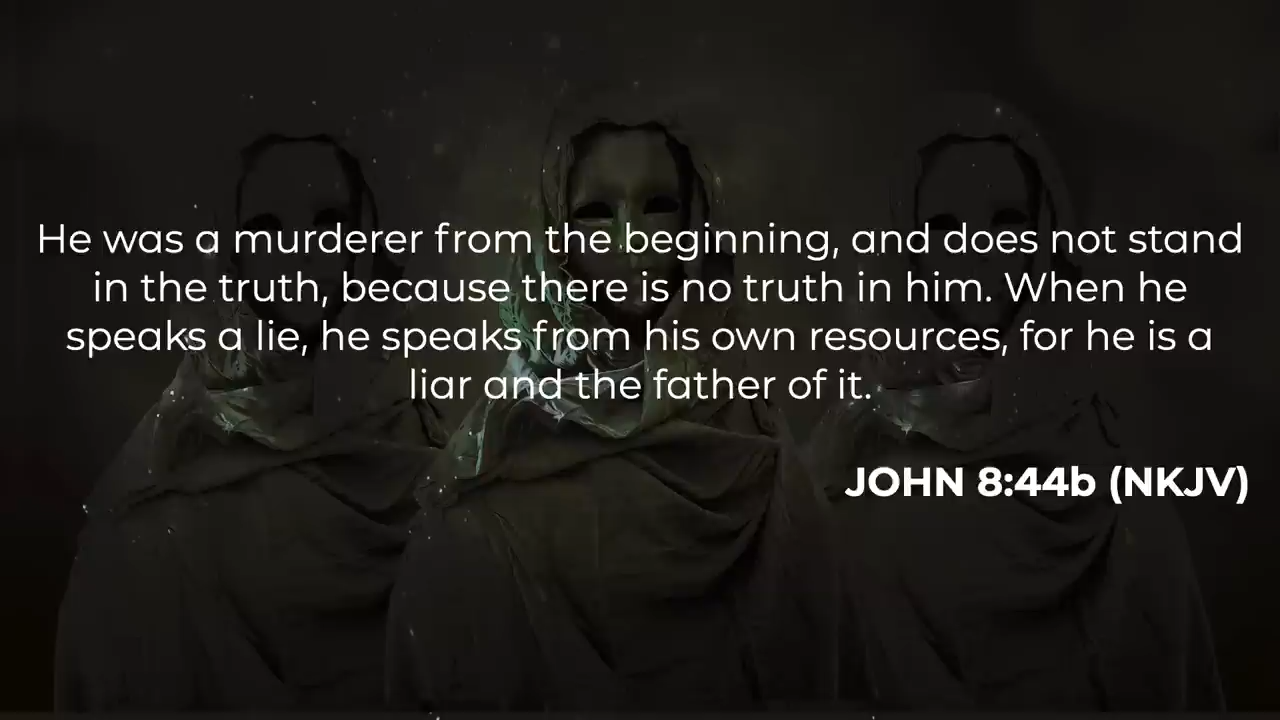 He was a murderer from the beginning, and does not stand
in the truth, because there is no truth in him. When he
speaks a lie, he speaks from his own resources, for he is a
liar and the father of it.
JOHN 8:44b (NKJV)